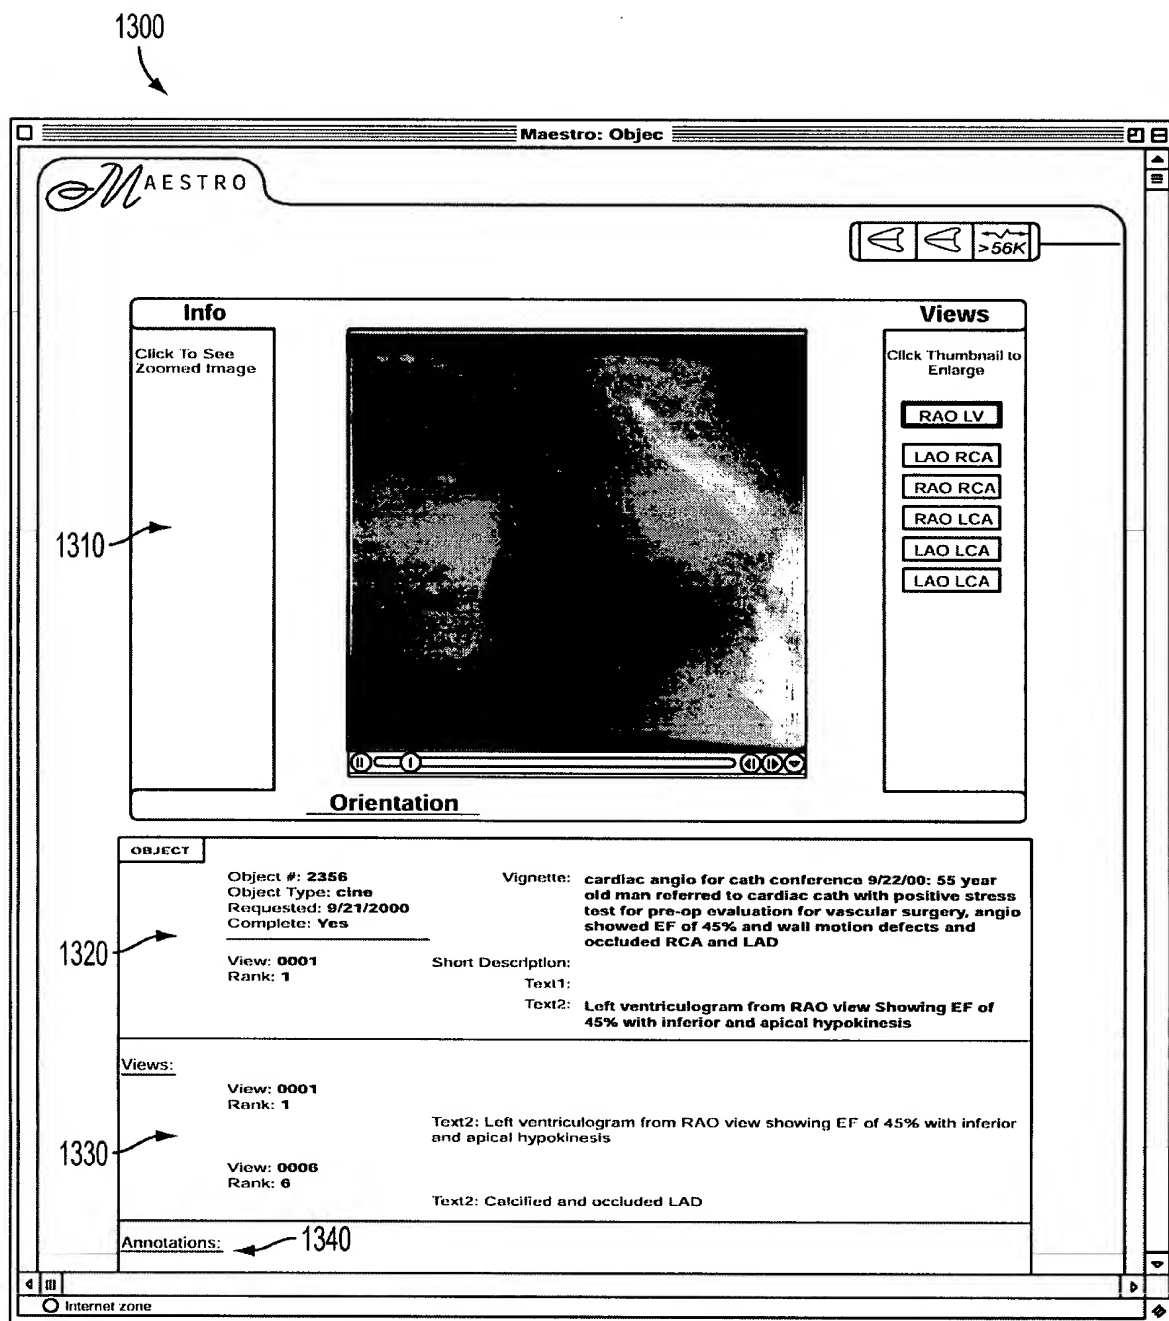 1300
Maestro: Objec
MAESTRO
>56K
Info
Views
Click To See
Zoomed Image
Click Thumbnail to
Enlarge
RAO LV
LAO RCA
RAO RCA
RAO LCA
LAO LCA
LAO LCA
1310
Orientation
OBJECT
Object #: 2356
Object Type: cine
Requested: 9/21/2000
Complete: Yes
Vignette: cardiac angio for cath conference 9/22/00: 55 year
old man referred to cardiac cath with positive stress
test for pre-op evaluation for vascular surgery, angio
showed EF of 45% and wall motion defects and
occluded RCA and LAD
1320
View: 0001
Rank: 1
Short Description:
Text1:
Text2: Left ventriculogram from RAO view Showing EF of
45% with inferior and apical hypokinesis
Views:
View: 0001
Rank: 1
Text2: Left ventriculogram from RAO view showing EF of 45% with inferior
and apical hypokinesis
1330
View: 0006
Rank: 6
Text2: Calcified and occluded LAD
Annotations:
1340
Internet zone